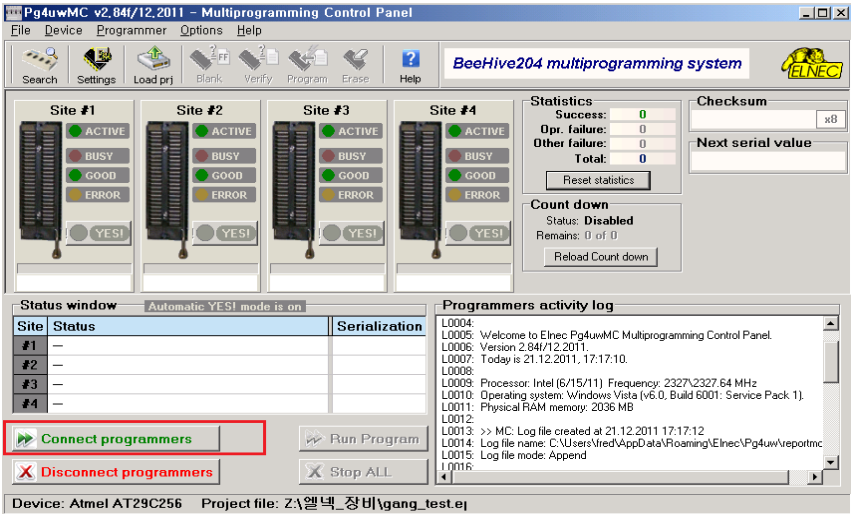 Pg4uwMC v2.84f/12.2011 - Multiprogramming Control Panel
File Device Programmer Options Help
Search Settings Load prj Blank Verify Program Erase Help
BeeHive204 multiprogramming system
ELNEC
Site #1 Site #2 Site #3 Site #4
ACTIVE ACTIVE ACTIVE ACTIVE
BUSY BUSY BUSY BUSY
GOOD GOOD GOOD GOOD
ERROR ERROR ERROR ERROR
YES! YES! YES! YES!
Statistics
Success: 0
Opr. failure: 0
Other failure: 0
Total: 0
Reset statistics
Count down
Status: Disabled
Remains: 0 of 0
Reload Count down
Checksum
x8
Next serial value
Status window Automatic YES! mode is on
Site Status Serialization
#1 —
#2 —
#3 —
#4 —
Programmers activity log
L0004:
L0005: Welcome to Elnec Pg4uwMC Multiprogramming Control Panel.
L0006: Version 2.84f/12.2011.
L0007: Today is 21.12.2011, 17:17:10.
L0008:
L0009: Processor: Intel (6/15/11) Frequency: 2327\2327.64 MHz
L0010: Operating system: Windows Vista (v6.0, Build 6001: Service Pack 1).
L0011: Physical RAM memory: 2036 MB
L0012:
L0013: >> MC: Log file created at 21.12.2011 17:17:12
L0014: Log file name: C:\Users\fred\AppData\Roaming\Elnec\Pg4uw\reportmc
L0015: Log file mode: Append
L0016:
Connect programmers Run Program
Disconnect programmers Stop ALL
Device: Atmel AT29C256 Project file: Z:\엘넥_장비\gang_test.ej